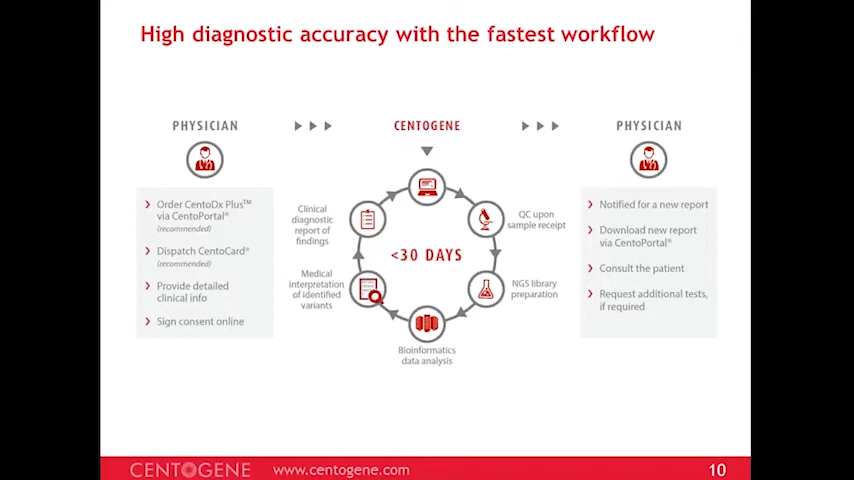 High diagnostic accuracy with the fastest workflow
PHYSICIAN
CENTOGENE
PHYSICIAN
Order CentoDx Plus™
via CentoPortal®
(recommended)
Dispatch CentoCard®
(recommended)
Provide detailed
clinical info
Sign consent online
Clinical
diagnostic
report of
findings
Medical
interpretation
of identified
variants
<30 DAYS
QC upon
sample receipt
NGS library
preparation
Bioinformatics
data analysis
Notified for a new report
Download new report
via CentoPortal®
Consult the patient
Request additional tests,
if required
CENTOGENE
www.centogene.com
10